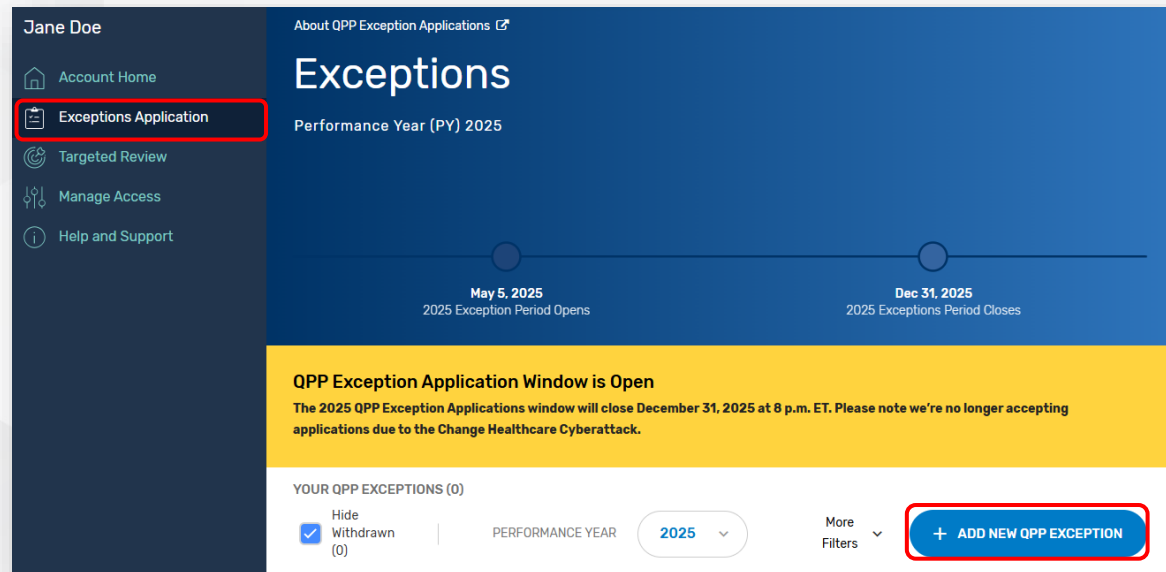 Jane Doe
Account Home
Exceptions Application
Targeted Review
Manage Access
Help and Support
About QPP Exception Applications
Exceptions
Performance Year (PY) 2025
May 5, 2025
2025 Exception Period Opens
Dec 31, 2025
2025 Exceptions Period Closes
QPP Exception Application Window is Open
The 2025 QPP Exception Applications window will close December 31, 2025 at 8 p.m. ET. Please note we're no longer accepting
applications due to the Change Healthcare Cyberattack.
YOUR QPP EXCEPTIONS (0)
Hide
Withdrawn
(0)
PERFORMANCE YEAR
2025
More
Filters
+ ADD NEW QPP EXCEPTION